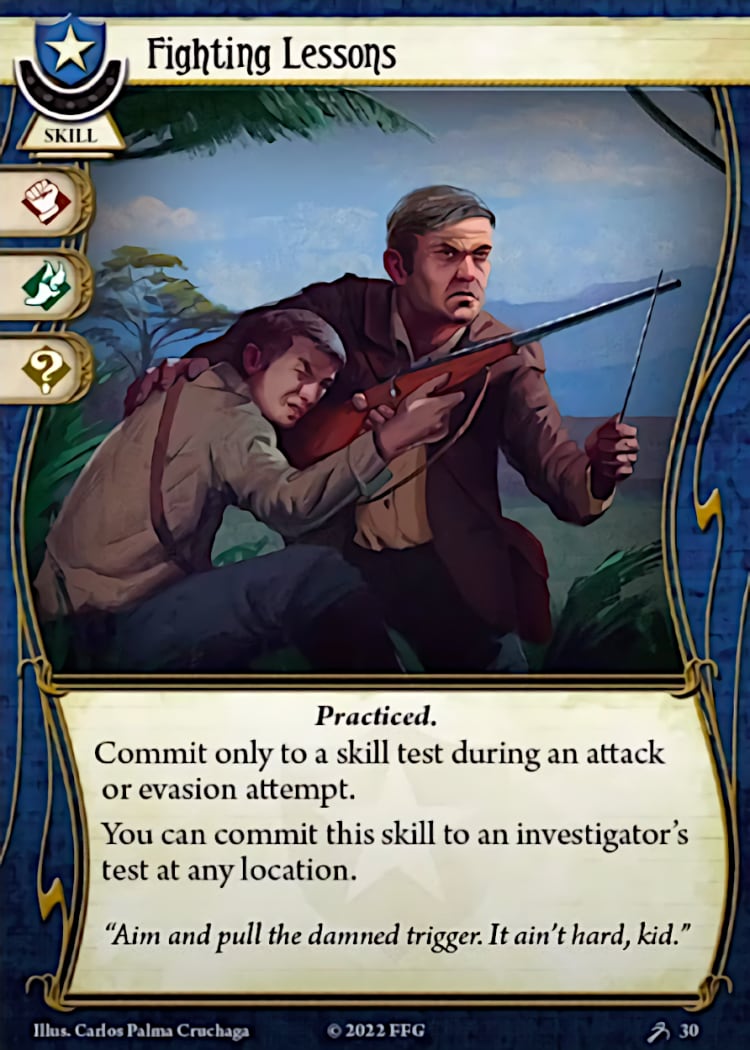 Fighting Lessons
SKILL
?
Practiced.
Commit only to a skill test during an attack
or evasion attempt.
You can commit this skill to an investigator's
test at any location.
"Aim and pull the damned trigger. It ain't hard, kid."
Illus. Carlos Palma Cruchaga
© 2022 FFG
30